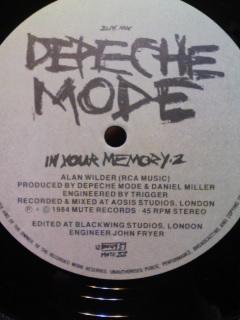 DEPECHE
MODE
IN YOUR MEMORY·2
ALAN WILDER (RCA MUSIC)
PRODUCED BY DEPECHE MODE & DANIEL MILLER
ENGINEERED BY TRIGGER
RECORDED & MIXED AT AOSIS STUDIOS, LONDON
℗ · © 1984 MUTE RECORDS 45 RPM STEREO
EDITED AT BLACKWING STUDIOS, LONDON
ENGINEER JOHN FRYER